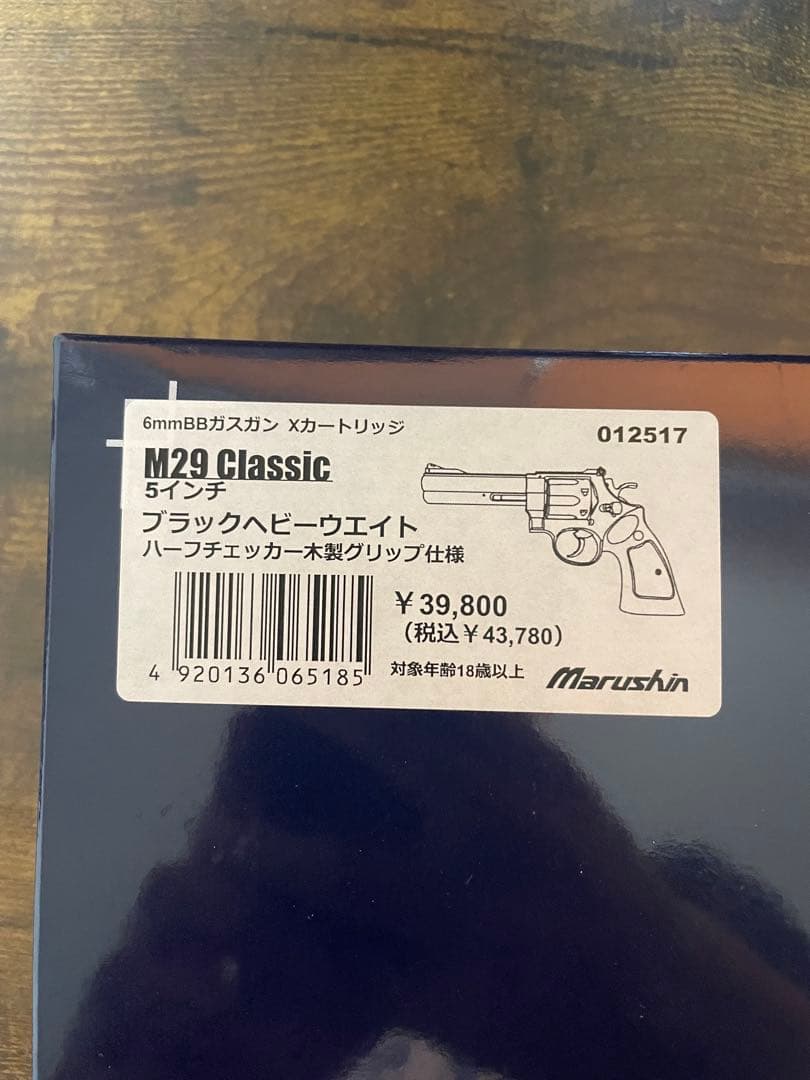 6mmBBガスガン Xカートリッジ
012517
M29 Classic
5インチ
ブラックヘビーウエイト
ハーフチェッカー木製グリップ仕様
￥39,800
（税込￥43,780）
4 920136 065185
対象年齢18歳以上
Marushin